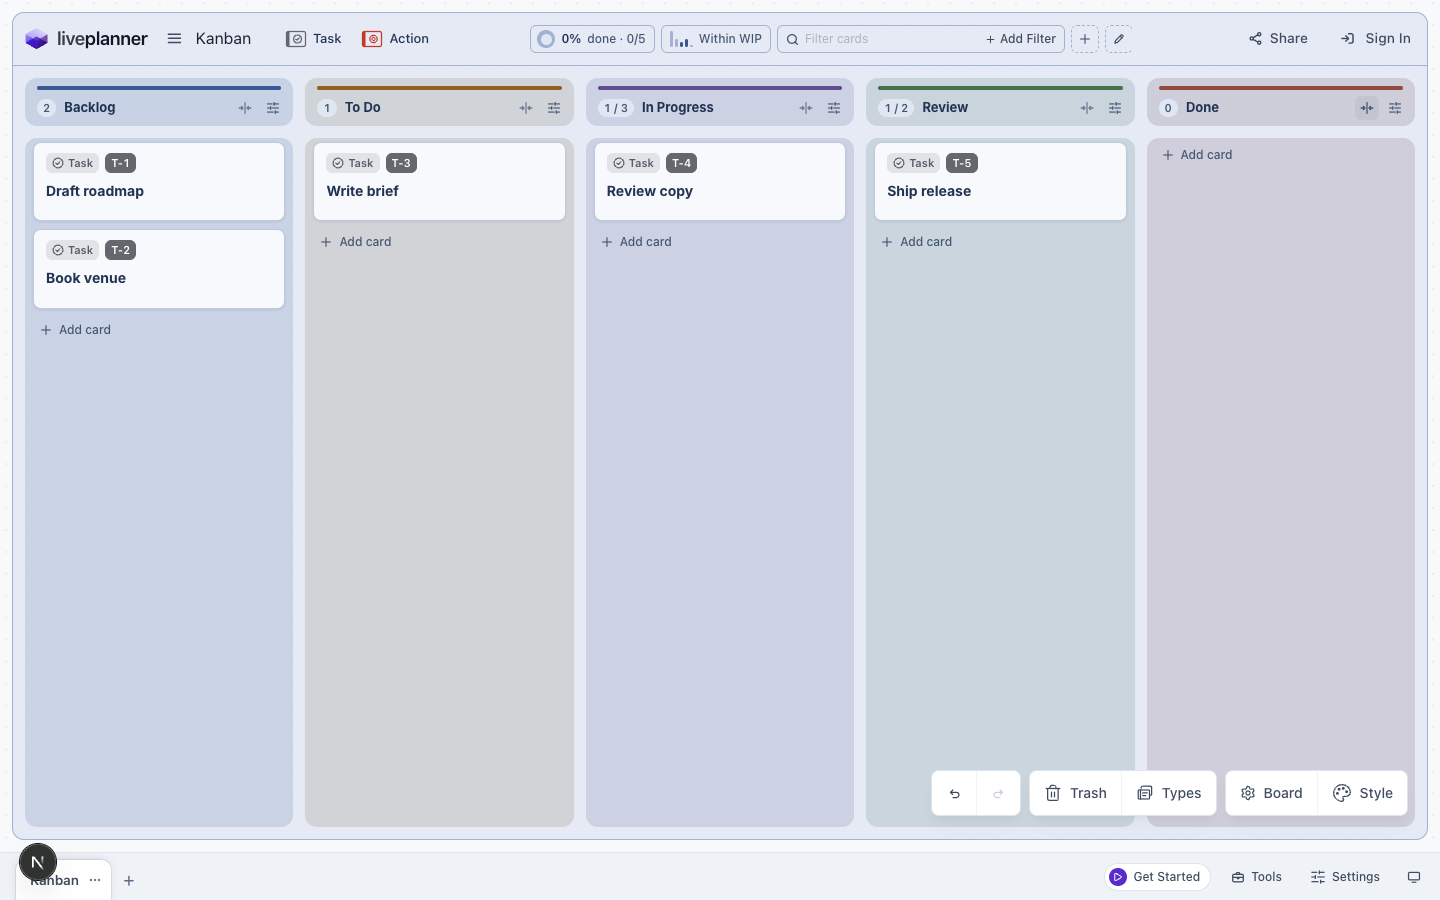 liveplanner
Kanban
Task
Action
0% done · 0/5
Within WIP
Filter cards
+ Add Filter
Share
Sign In
2 Backlog
1 To Do
1 / 3 In Progress
1 / 2 Review
0 Done
Task T-1
Draft roadmap
Task T-2
Book venue
+ Add card
Task T-3
Write brief
+ Add card
Task T-4
Review copy
+ Add card
Task T-5
Ship release
+ Add card
+ Add card
Trash
Types
Board
Style
N
Kanban ...
+
Get Started
Tools
Settings